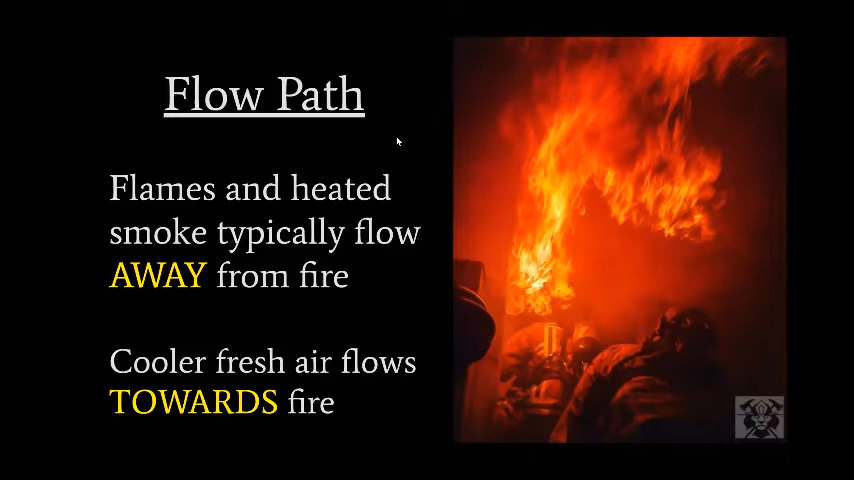 Flow Path
Flames and heated
smoke typically flow
AWAY from fire
Cooler fresh air flows
TOWARDS fire